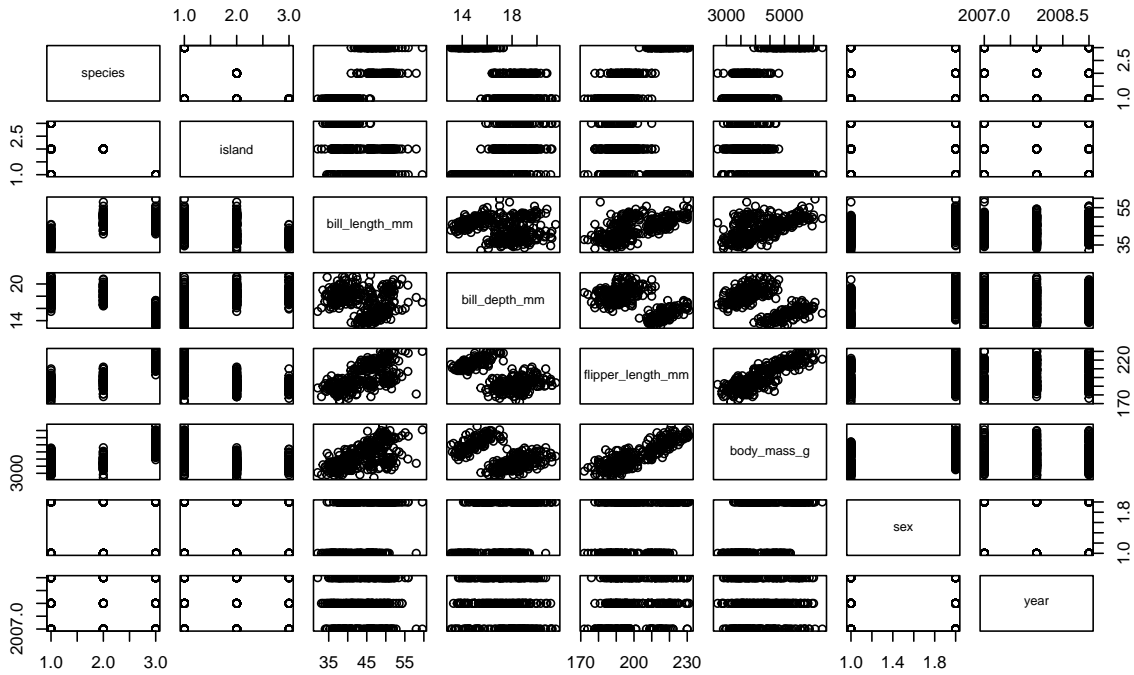 1.0 2.0 3.0
14 18
3000 5000
2007.0 2008.5
species
1.0 2.5
1.0 2.5
island
bill_length_mm
35 55
14 20
bill_depth_mm
flipper_length_mm
170 220
3000
body_mass_g
sex
1.0 1.8
2007.0
year
1.0 2.0 3.0
35 45 55
170 200 230
1.0 1.4 1.8